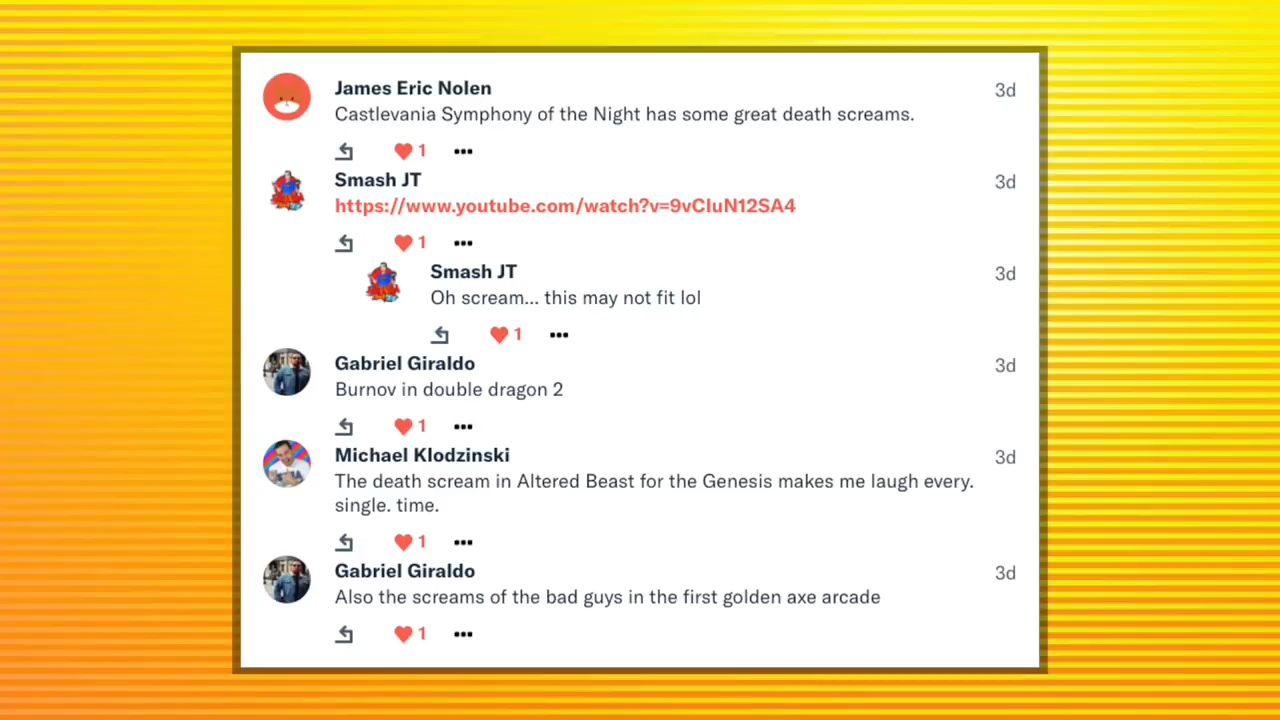 James Eric Nolen
3d
Castlevania Symphony of the Night has some great death screams.
1
Smash JT
3d
https://www.youtube.com/watch?v=9vCIuN12SA4
1
Smash JT
3d
Oh scream... this may not fit lol
1
Gabriel Giraldo
3d
Burnov in double dragon 2
1
Michael Klodzinski
3d
The death scream in Altered Beast for the Genesis makes me laugh every.
single. time.
1
Gabriel Giraldo
3d
Also the screams of the bad guys in the first golden axe arcade
1